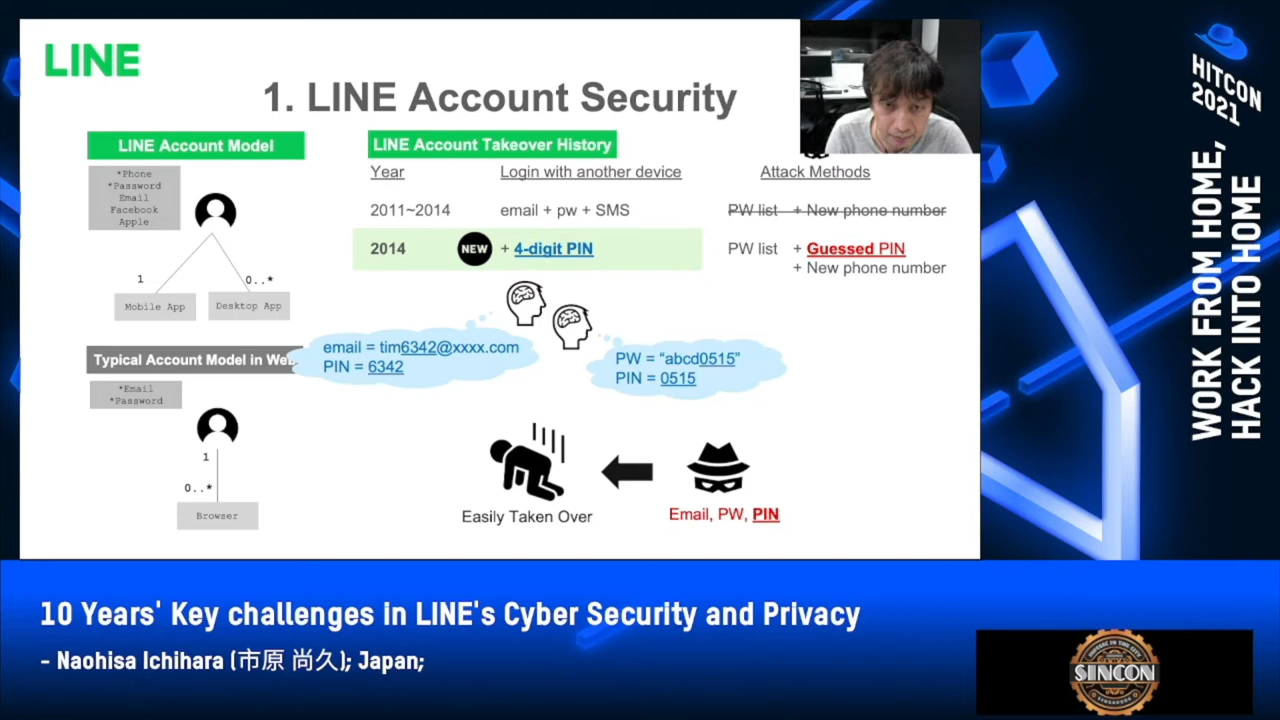 LINE
1. LINE Account Security
LINE Account Model
*Phone
*Password
Email
Facebook
Apple
1
0..*
Mobile App
Desktop App
Typical Account Model in We
*Email
*Password
1
0..*
Browser
LINE Account Takeover History
Year Login with another device Attack Methods
2011~2014 email + pw + SMS PW list + New phone number
2014 NEW + 4-digit PIN PW list + Guessed PIN
+ New phone number
email = tim6342@xxxx.com
PIN = 6342
PW = “abcd0515”
PIN = 0515
Easily Taken Over
Email, PW, PIN
HITCON
2021
WORK FROM HOME,
HACK INTO HOME
10 Years' Key challenges in LINE's Cyber Security and Privacy
- Naohisa Ichihara (市原 尚久); Japan;
SINCON